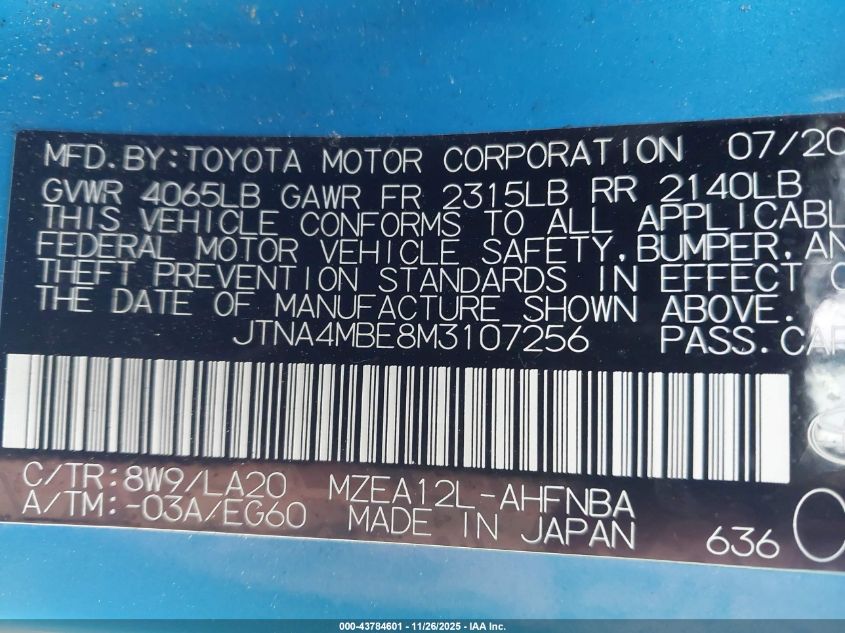 MFD.BY:TOYOTA MOTOR CORPORATION 07/20
GVWR 4065LB GAWR FR 2315LB RR 2140LB
THIS VEHICLE CONFORMS TO ALL APPLICABL
FEDERAL MOTOR VEHICLE SAFETY,BUMPER,AN
THEFT PREVENTION STANDARDS IN EFFECT O
THE DATE OF MANUFACTURE SHOWN ABOVE.
JTNA4MBE8M3107256 PASS.CAR
C/TR:8W9/LA20 MZEA12L-AHFNBA
A/TM:-03A/EG60 MADE IN JAPAN 636
000-43784601 - 11/26/2025 - IAA Inc.